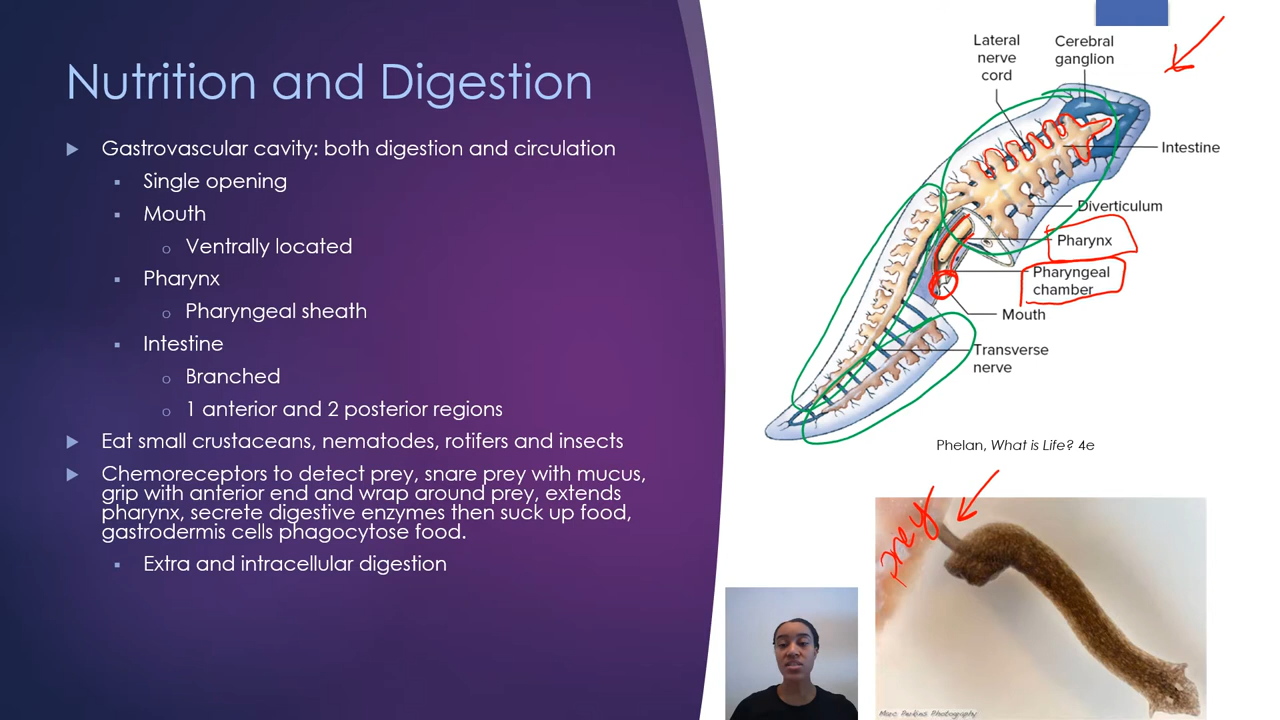 Nutrition and Digestion
Gastrovascular cavity: both digestion and circulation
Single opening
Mouth
Ventrally located
Pharynx
Pharyngeal sheath
Intestine
Branched
1 anterior and 2 posterior regions
Eat small crustaceans, nematodes, rotifers and insects
Chemoreceptors to detect prey, snare prey with mucus,
grip with anterior end and wrap around prey, extends
pharynx, secrete digestive enzymes then suck up food,
gastrodermis cells phagocytose food.
Extra and intracellular digestion
Lateral
nerve
cord
Cerebral
ganglion
Intestine
Diverticulum
Pharynx
Pharyngeal
chamber
Mouth
Transverse
nerve
Phelan, What is Life? 4e
prey
Marc Perkins Photography